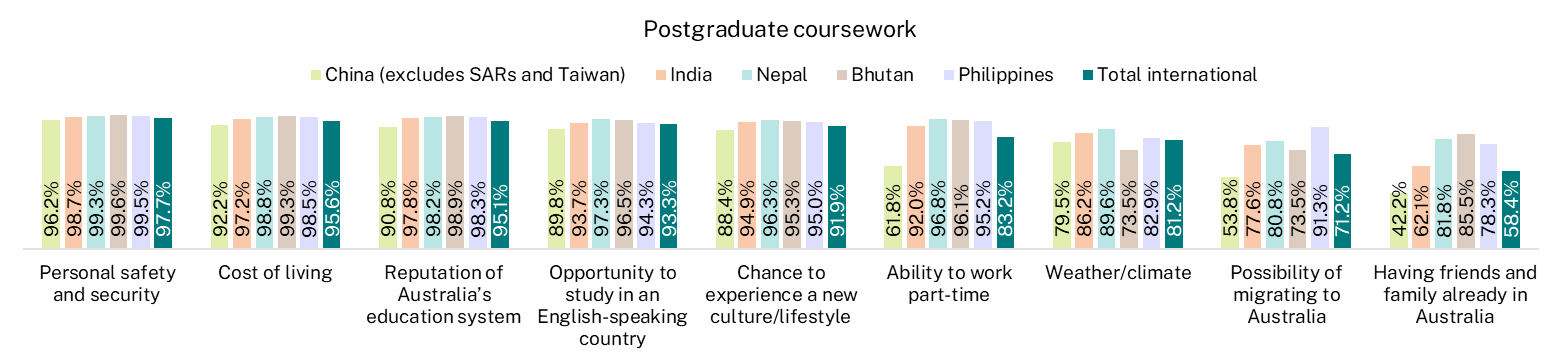 Postgraduate coursework
China (excludes SARs and Taiwan) India Nepal Bhutan Philippines Total international
96.2% 98.7% 99.3% 99.6% 99.5% 97.7%
92.2% 97.2% 98.8% 99.3% 98.5% 95.6%
90.8% 97.8% 98.2% 98.9% 98.3% 95.1%
89.8% 93.7% 97.3% 96.5% 94.3% 93.3%
88.4% 94.9% 96.3% 95.3% 95.0% 91.9%
61.8% 92.0% 96.8% 96.1% 95.2% 83.2%
79.5% 86.2% 89.6% 73.5% 82.9% 81.2%
53.8% 77.6% 80.8% 73.5% 91.3% 71.2%
42.2% 62.1% 81.8% 85.5% 78.3% 58.4%
Personal safety
and security
Cost of living
Reputation of
Australia's
education system
Opportunity to
study in an
English-speaking
country
Chance to
experience a new
culture/lifestyle
Ability to work
part-time
Weather/climate
Possibility of
migrating to
Australia
Having friends and
family already in
Australia